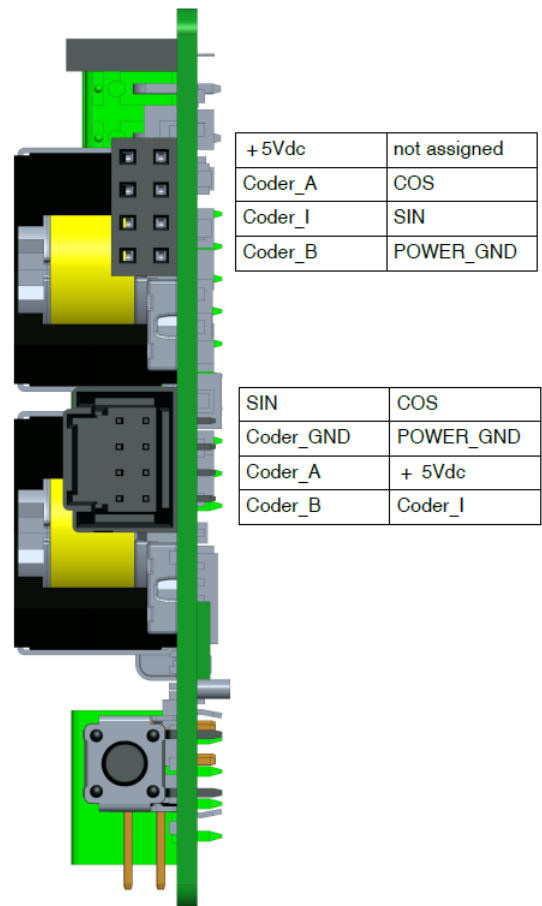 + 5Vdc not assigned
Coder_A COS
Coder_I SIN
Coder_B POWER_GND
SIN COS
Coder_GND POWER_GND
Coder_A + 5Vdc
Coder_B Coder_I